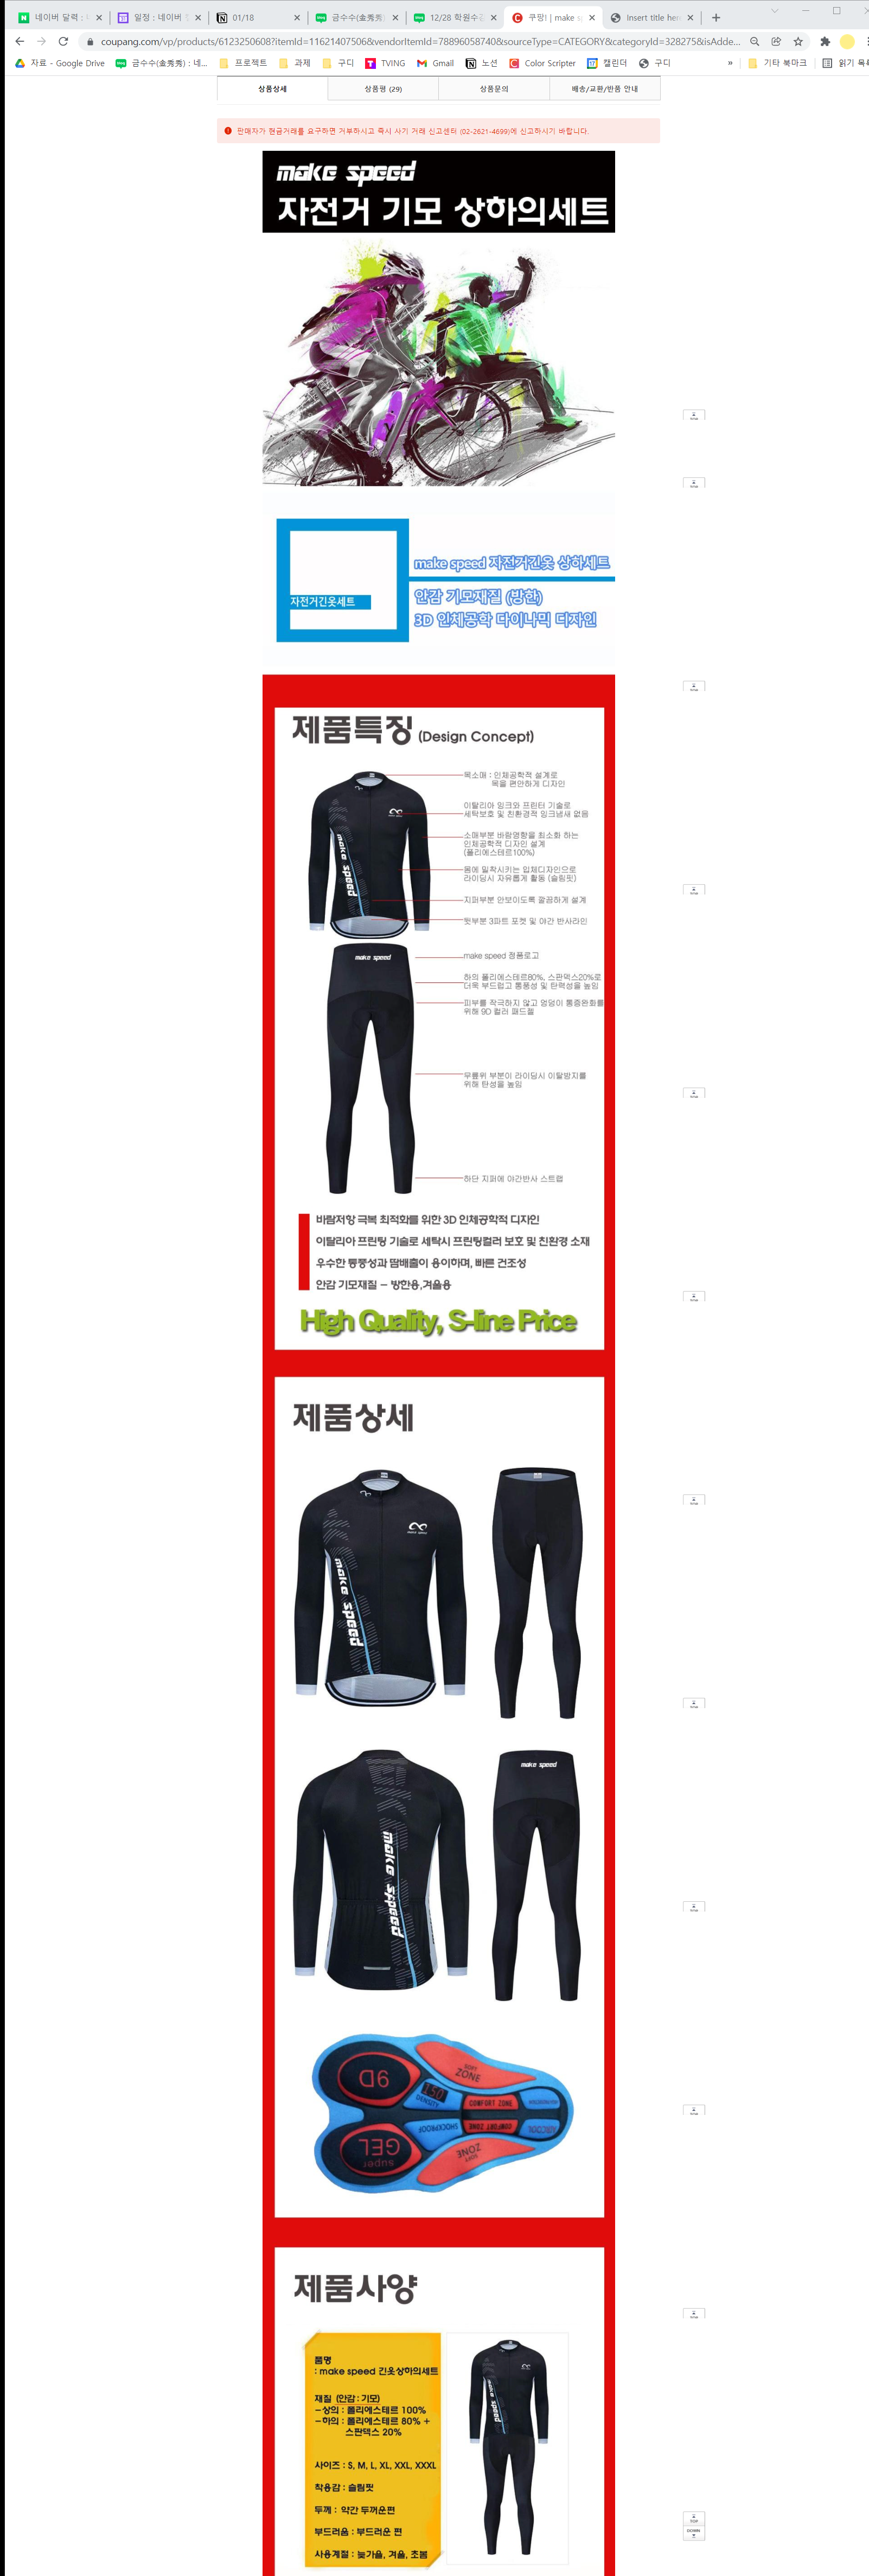 네이버 달력 :
일정 : 네이버
01/18
금수수(金秀秀)
12/28 학원수
쿠팡! | make s
Insert title her
coupang.com/vp/products/6123250608?itemId=11621407506&vendorItemId=78896058740&sourceType=CATEGORY&categoryId=328275&isAdde...
자료 - Google Drive
금수수(金秀秀) : 네...
프로젝트
과제
구디
TVING
Gmail
노션
Color Scripter
캘린더
구디
»
기타 북마크
읽기 목록
상품상세
상품평 (29)
상품문의
배송/교환/반품 안내
판매자가 현금거래를 요구하면 거부하시고 즉시 사기 거래 신고센터 (02-2621-4699)에 신고하시기 바랍니다.
make speed
자전거 기모 상하의세트
make speed 자전거긴옷 상하세트
자전거긴옷세트
안감 기모재질 (방한)
3D 인체공학 다이나믹 디자인
제품특징 (Design Concept)
목소매 : 인체공학적 설계로
목을 편안하게 디자인
이탈리아 잉크와 프린터 기술로
세탁보호 및 친환경적 잉크냄새 없음
소매부분 바람영향을 최소화 하는
인체공학적 디자인 설계
(폴리에스테르100%)
몸에 밀착시키는 입체디자인으로
라이딩시 자유롭게 활동 (슬림핏)
지퍼부분 안보이도록 깔끔하게 설계
뒷부분 3파트 포켓 및 야간 반사라인
make speed
make speed
make speed 정품로고
하의 폴리에스테르80%, 스판덱스20%로
더욱 부드럽고 통풍성 및 탄력성을 높임
피부를 작극하지 않고 엉덩이 통증완화를
위해 9D 컬러 패드젤
무릎위 부분이 라이딩시 이탈방지를
위해 탄성을 높임
하단 지퍼에 야간반사 스트랩
바람저항 극복 최적화를 위한 3D 인체공학적 디자인
이탈리아 프린팅 기술로 세탁시 프린팅컬러 보호 및 친환경 소재
우수한 통풍성과 땀배출이 용이하며, 빠른 건조성
안감 기모재질 - 방한용,겨울용
High Quality, S-line Price
제품상세
make speed
make speed
make speed
make speed
9D
SOFT ZONE
150
DENSITY
COMFORT ZONE
COMFORT ZONE
SHOCKPROOF
SOFT ZONE
super GEL
제품사양
품명
: make speed 긴옷상하의세트
재질 (안감 : 기모)
-상의 : 폴리에스테르 100%
-하의 : 폴리에스테르 80% +
스판덱스 20%
사이즈 : S, M, L, XL, XXL, XXXL
착용감 : 슬림핏
두께 : 약간 두꺼운편
부드러움 : 부드러운 편
사용계절 : 늦가을, 겨울, 초봄
TOP
DOWN